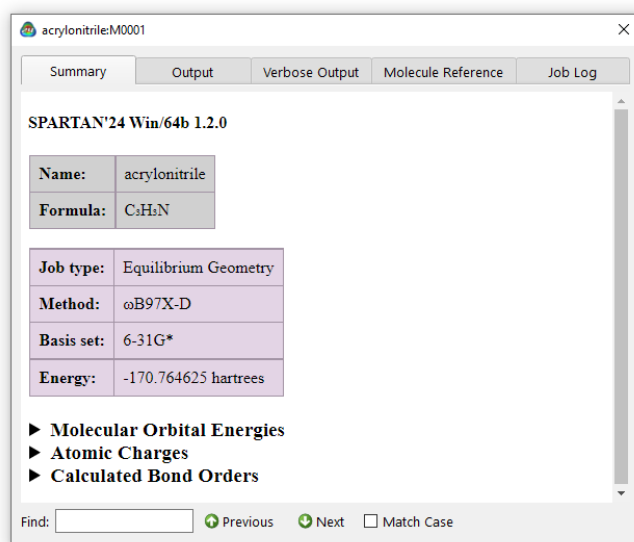 acrylonitrile:M0001
Summary Output Verbose Output Molecule Reference Job Log
SPARTAN'24 Win/64b 1.2.0
Name: acrylonitrile
Formula: C₃H₃N
Job type: Equilibrium Geometry
Method: ωB97X-D
Basis set: 6-31G*
Energy: -170.764625 hartrees
Molecular Orbital Energies
Atomic Charges
Calculated Bond Orders
Find: Previous Next Match Case